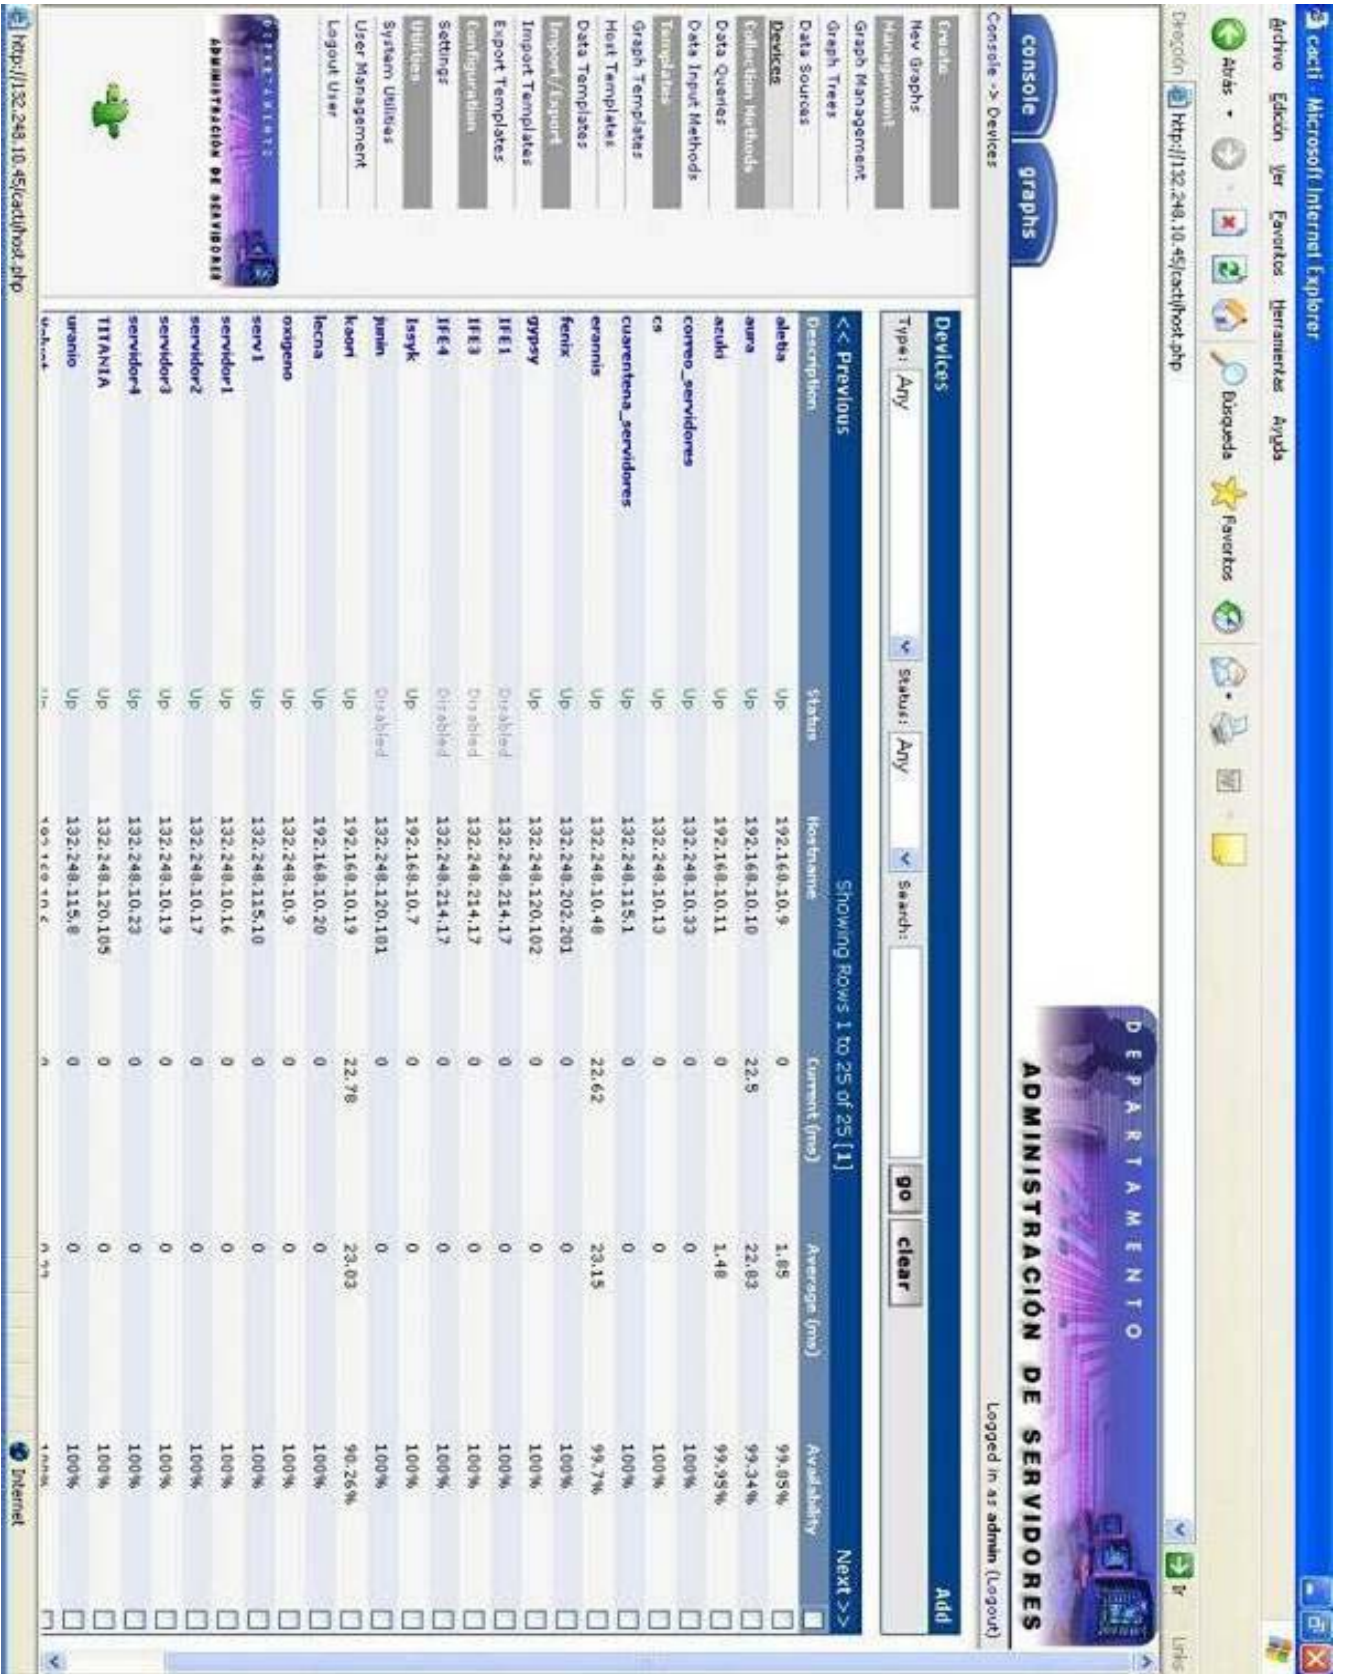 cacti - Microsoft Internet Explorer
Archivo Edición Ver Favoritos Herramientas Ayuda
Atrás Búsqueda Favoritos
Dirección http://132.248.10.45/cacti/host.php Ir Links
DEPARTAMENTO
ADMINISTRACIÓN DE SERVIDORES
console graphs
Console -> Devices Logged in as admin (Logout)
Create
New Graphs
Management
Graph Management
Graph Trees
Data Sources
Devices
Collection Methods
Data Queries
Data Input Methods
Templates
Graph Templates
Host Templates
Data Templates
Import/Export
Import Templates
Export Templates
Configuration
Settings
Utilities
System Utilities
User Management
Logout User
DEPARTAMENTO
ADMINISTRACIÓN DE SERVIDORES
Devices Add
Type: Any Status: Any Search: go clear
<< Previous Showing Rows 1 to 25 of 25 [1] Next >>
Description Status Hostname Current (ms) Average (ms) Availability
aletia Up 192.168.10.9 0 1.85 99.85%
aura Up 192.168.10.10 22.5 22.83 99.34%
azuki Up 192.168.10.11 0 1.48 99.95%
correo_servidores Up 132.248.10.33 0 0 100%
cs Up 132.248.10.13 0 0 100%
cuarentena_servidores Up 132.248.115.1 0 0 100%
erannis Up 132.248.10.48 22.62 23.15 99.7%
fenix Up 132.248.202.201 0 0 100%
gypsy Up 132.248.120.102 0 0 100%
IFE1 Disabled 132.248.214.17 0 0 100%
IFE3 Disabled 132.248.214.17 0 0 100%
IFE4 Disabled 132.248.214.17 0 0 100%
Issyk Up 192.168.10.7 0 0 100%
junin Disabled 132.248.120.101 0 0 100%
kaori Up 192.168.10.19 22.78 23.03 90.26%
lecna Up 192.168.10.20 0 0 100%
oxigeno Up 132.248.10.9 0 0 100%
serv1 Up 132.248.115.10 0 0 100%
servidor1 Up 132.248.10.16 0 0 100%
servidor2 Up 132.248.10.17 0 0 100%
servidor3 Up 132.248.10.19 0 0 100%
servidor4 Up 132.248.10.23 0 0 100%
TITANIA Up 132.248.120.105 0 0 100%
uranio Up 132.248.115.8 0 0 100%
http://132.248.10.45/cacti/host.php Internet